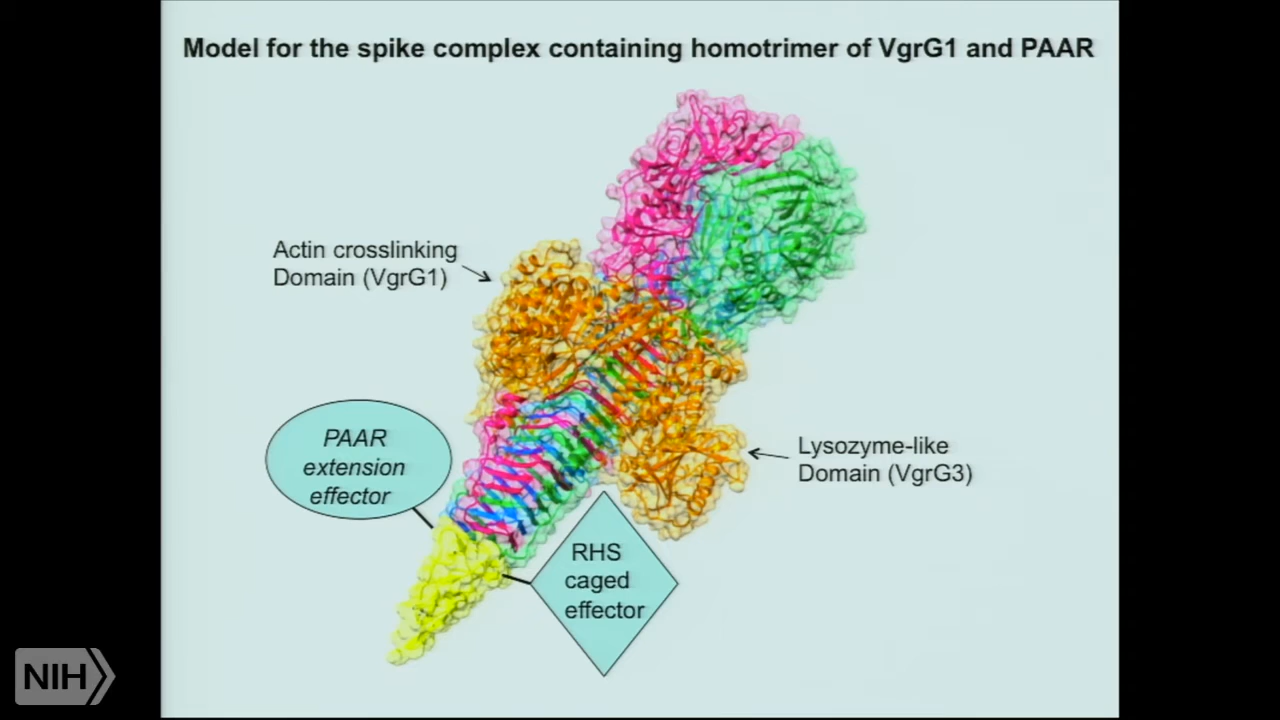 Model for the spike complex containing homotrimer of VgrG1 and PAAR
Actin crosslinking
Domain (VgrG1)
PAAR
extension
effector
Lysozyme-like
Domain (VgrG3)
RHS
caged
effector
NIH